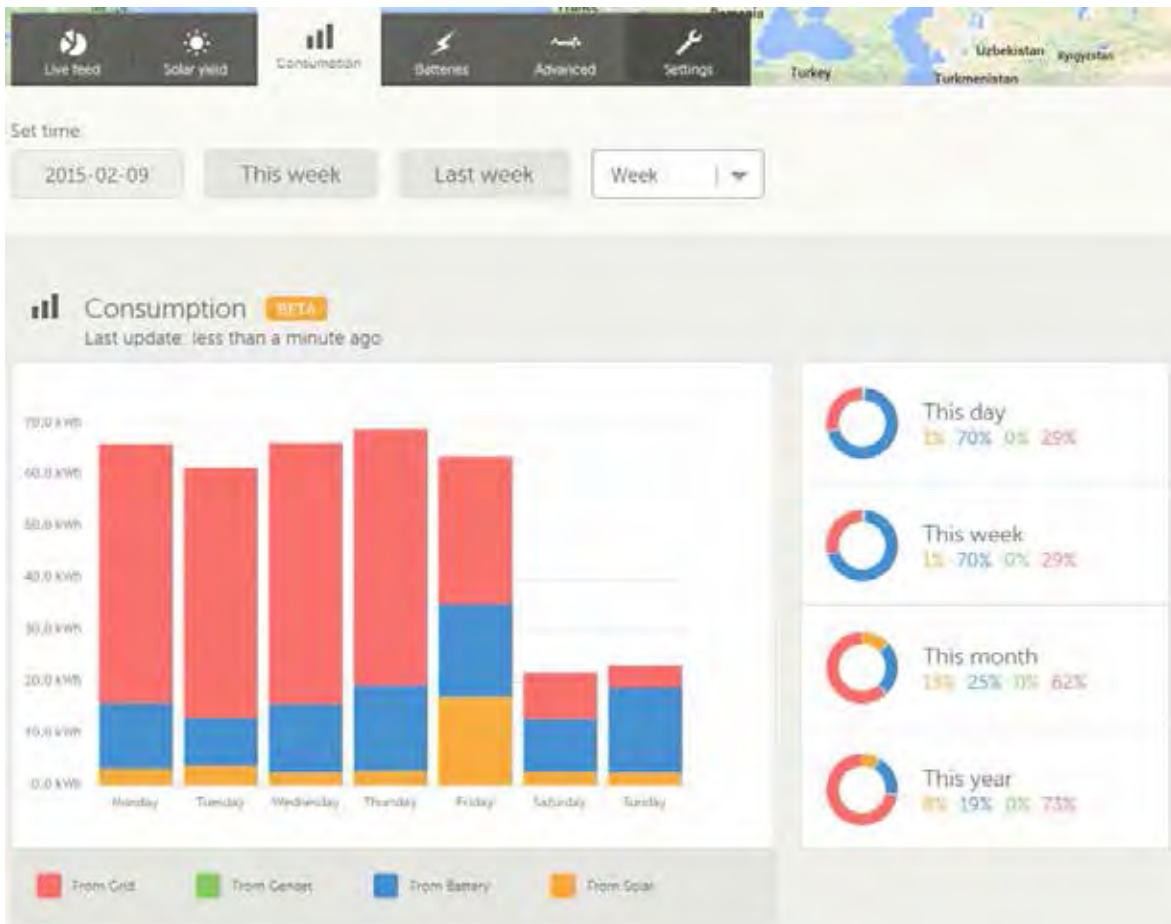 Romania
Live feed
Solar yield
Consumption
Batteries
Advanced
Settings
Turkey
Uzbekistan
Kyrgyzstan
Turkmenistan
Set time:
2015-02-09
This week
Last week
Week
Consumption BETA
Last update: less than a minute ago
70.0 kWh
60.0 kWh
50.0 kWh
40.0 kWh
30.0 kWh
20.0 kWh
10.0 kWh
0.0 kWh
Monday Tuesday Wednesday Thursday Friday Saturday Sunday
From Grid
From Genset
From Battery
From Solar
This day
1% 70% 0% 29%
This week
1% 70% 0% 29%
This month
13% 25% 0% 62%
This year
8% 19% 0% 73%